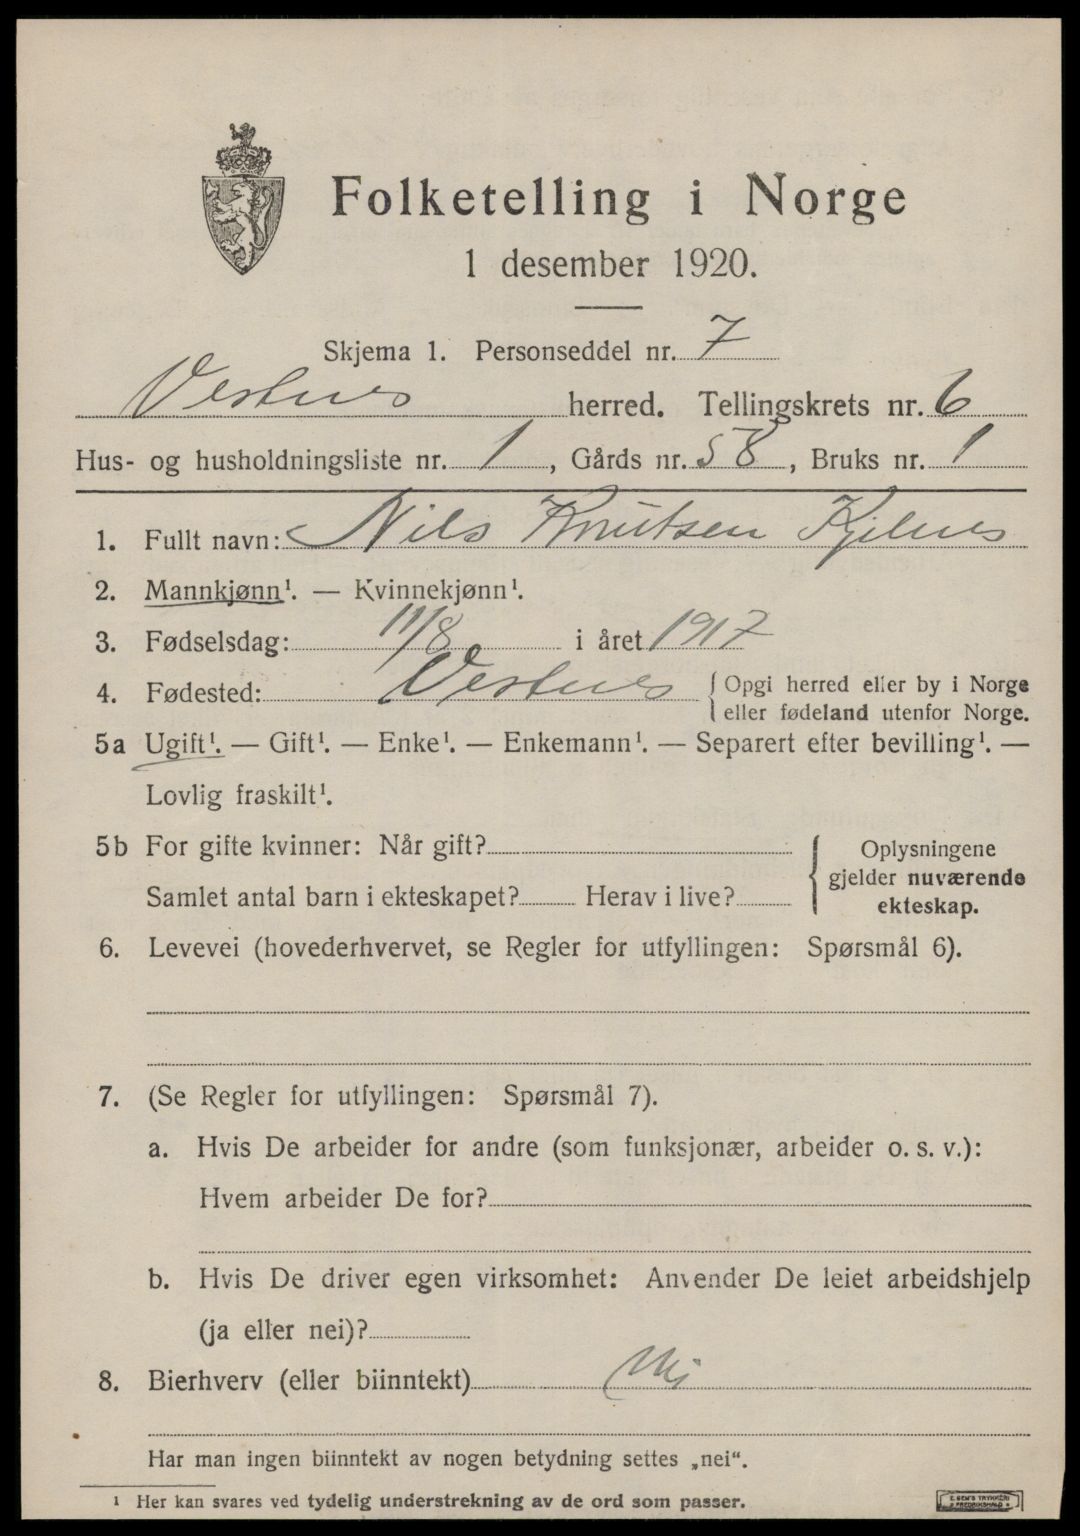 Folketelling i Norge
1 desember 1920.
Skjema 1. Personseddel nr. 7
Vestnes herred. Tellingskrets nr. 6
Hus- og husholdningsliste nr. 1, Gårds nr. 58, Bruks nr. 1
1. Fullt navn: Nils Knutsen Kjelnes
2. Mannkjønn¹. — Kvinnekjønn¹.
3. Fødselsdag: 11/8 i året 1917
4. Fødested: Vestnes {Opgi herred eller by i Norge
eller fødeland utenfor Norge.
5a Ugift¹. — Gift¹. — Enke¹. — Enkemann¹. — Separert efter bevilling¹. —
Lovlig fraskilt¹.
5b For gifte kvinner: Når gift?
Samlet antal barn i ekteskapet? Herav i live?
{Oplysningene
gjelder nuværende
ekteskap.
6. Levevei (hovederhvervet, se Regler for utfyllingen: Spørsmål 6).
7. (Se Regler for utfyllingen: Spørsmål 7).
a. Hvis De arbeider for andre (som funksjonær, arbeider o. s. v.):
Hvem arbeider De for?
b. Hvis De driver egen virksomhet: Anvender De leiet arbeidshjelp
(ja eller nei)?
8. Bierhverv (eller biinntekt) Nei
Har man ingen biinntekt av nogen betydning settes „nei“.
¹ Her kan svares ved tydelig understrekning av de ord som passer.
E. SEM'S TRYKKERI
FREDRIKSHALD